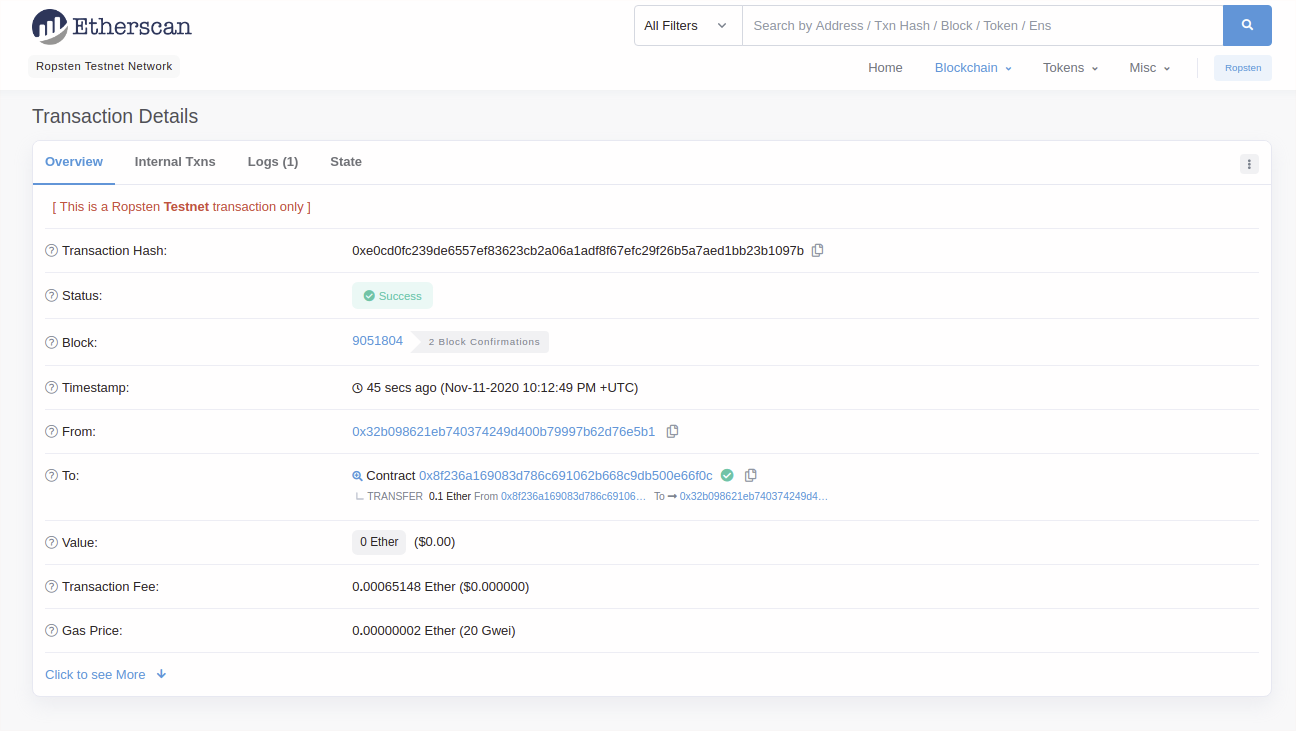 Etherscan
All Filters
Search by Address / Txn Hash / Block / Token / Ens
Ropsten Testnet Network
Home Blockchain Tokens Misc Ropsten
Transaction Details
Overview Internal Txns Logs (1) State
[ This is a Ropsten Testnet transaction only ]
Transaction Hash: 0xe0cd0fc239de6557ef83623cb2a06a1adf8f67efc29f26b5a7aed1bb23b1097b
Status: Success
Block: 9051804 2 Block Confirmations
Timestamp: 45 secs ago (Nov-11-2020 10:12:49 PM +UTC)
From: 0x32b098621eb740374249d400b79997b62d76e5b1
To: Contract 0x8f236a169083d786c691062b668c9db500e66f0c
TRANSFER 0.1 Ether From 0x8f236a169083d786c69106… To 0x32b098621eb740374249d4…
Value: 0 Ether ($0.00)
Transaction Fee: 0.00065148 Ether ($0.000000)
Gas Price: 0.00000002 Ether (20 Gwei)
Click to see More